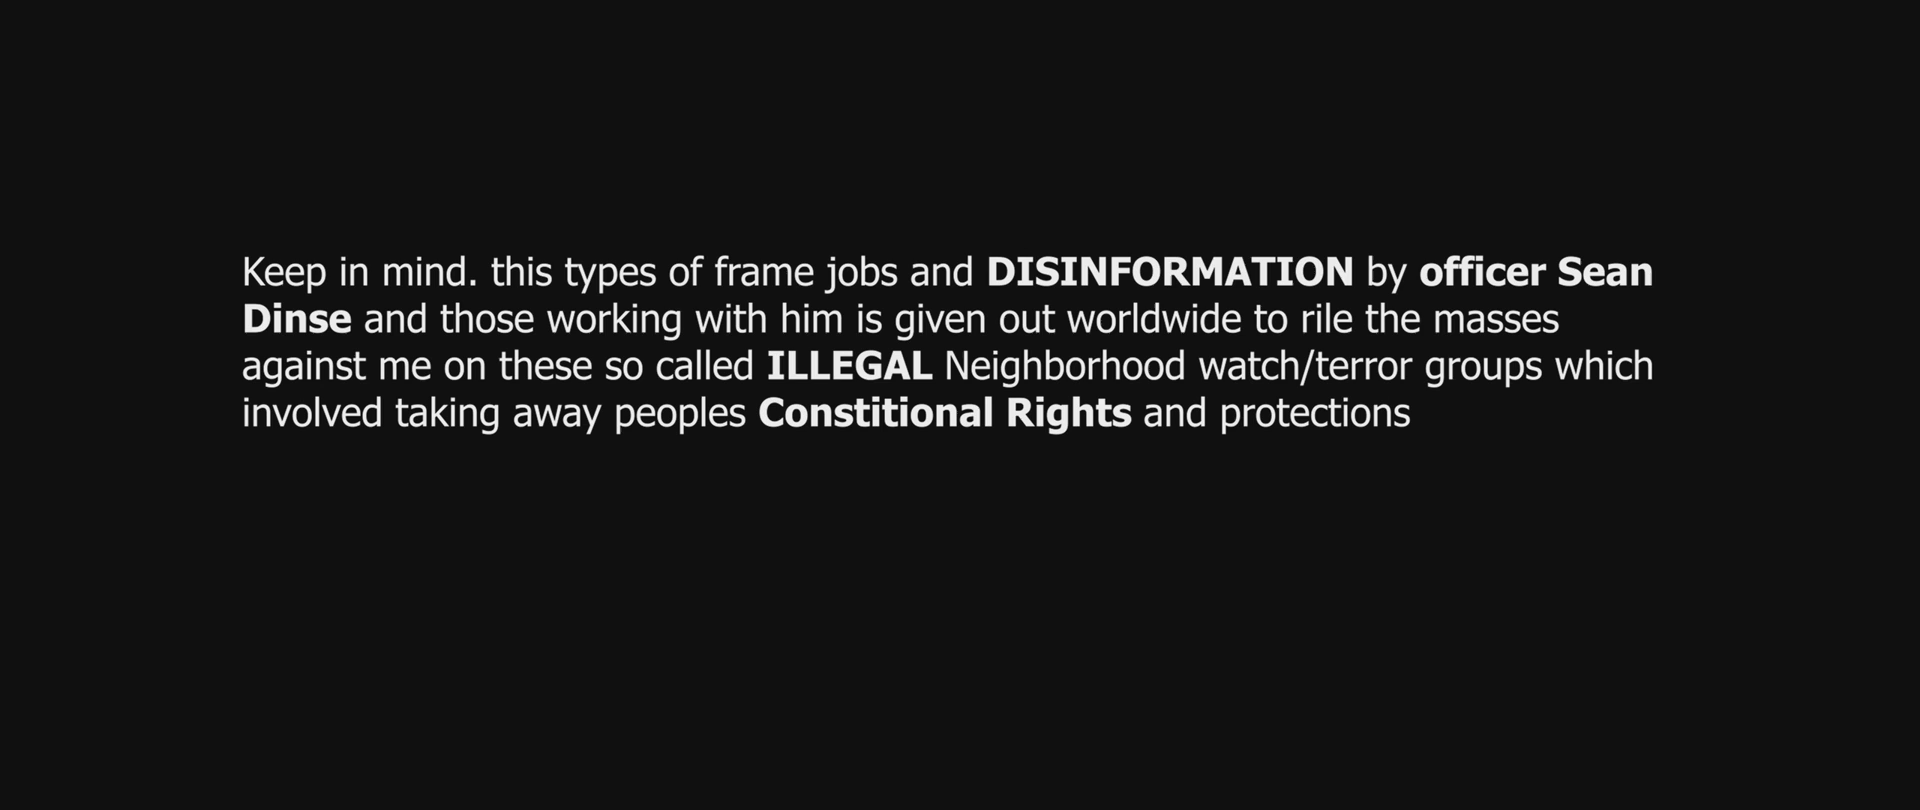 Keep in mind. this types of frame jobs and DISINFORMATION by officer Sean
Dinse and those working with him is given out worldwide to rile the masses
against me on these so called ILLEGAL Neighborhood watch/terror groups which
involved taking away peoples Constitional Rights and protections